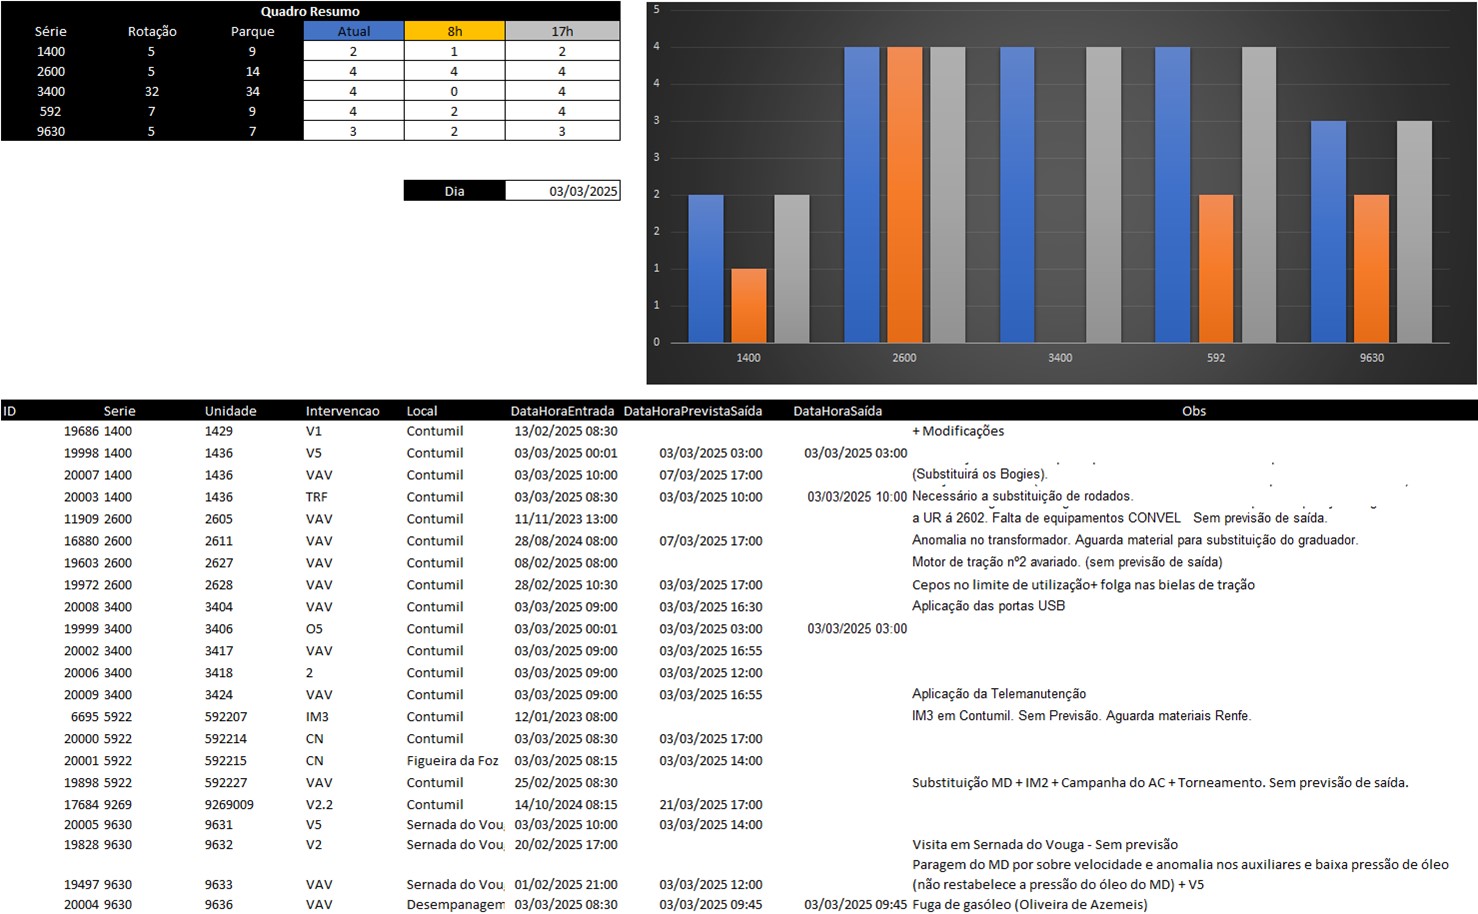 Quadro Resumo
Série Rotação Parque Atual 8h 17h
1400 5 9 2 1 2
2600 5 14 4 4 4
3400 32 34 4 0 4
592 7 9 4 2 4
9630 5 7 3 2 3
Dia 03/03/2025
5
4
4
3
3
2
2
1
1
0
1400 2600 3400 592 9630
ID Serie Unidade Intervencao Local DataHoraEntrada DataHoraPrevistaSaída DataHoraSaída Obs
19686 1400 1429 V1 Contumil 13/02/2025 08:30 + Modificações
19998 1400 1436 V5 Contumil 03/03/2025 00:01 03/03/2025 03:00 03/03/2025 03:00
20007 1400 1436 VAV Contumil 03/03/2025 10:00 07/03/2025 17:00 (Substituirá os Bogies).
20003 1400 1436 TRF Contumil 03/03/2025 08:30 03/03/2025 10:00 03/03/2025 10:00 Necessário a substituição de rodados.
11909 2600 2605 VAV Contumil 11/11/2023 13:00 a UR á 2602. Falta de equipamentos CONVEL Sem previsão de saída.
16880 2600 2611 VAV Contumil 28/08/2024 08:00 07/03/2025 17:00 Anomalia no transformador. Aguarda material para substituição do graduador.
19603 2600 2627 VAV Contumil 08/02/2025 08:00 Motor de tração nº2 avariado. (sem previsão de saída)
19972 2600 2628 VAV Contumil 28/02/2025 10:30 03/03/2025 17:00 Cepos no limite de utilização+ folga nas bielas de tração
20008 3400 3404 VAV Contumil 03/03/2025 09:00 03/03/2025 16:30 Aplicação das portas USB
19999 3400 3406 O5 Contumil 03/03/2025 00:01 03/03/2025 03:00 03/03/2025 03:00
20002 3400 3417 VAV Contumil 03/03/2025 09:00 03/03/2025 16:55
20006 3400 3418 2 Contumil 03/03/2025 09:00 03/03/2025 12:00
20009 3400 3424 VAV Contumil 03/03/2025 09:00 03/03/2025 16:55 Aplicação da Telemanutenção
6695 5922 592207 IM3 Contumil 12/01/2023 08:00 IM3 em Contumil. Sem Previsão. Aguarda materiais Renfe.
20000 5922 592214 CN Contumil 03/03/2025 08:30 03/03/2025 17:00
20001 5922 592215 CN Figueira da Foz 03/03/2025 08:15 03/03/2025 14:00
19898 5922 592227 VAV Contumil 25/02/2025 08:30 Substituição MD + IM2 + Campanha do AC + Torneamento. Sem previsão de saída.
17684 9269 9269009 V2.2 Contumil 14/10/2024 08:15 21/03/2025 17:00
20005 9630 9631 V5 Sernada do Vou 03/03/2025 10:00 03/03/2025 14:00
19828 9630 9632 V2 Sernada do Vou 20/02/2025 17:00 Visita em Sernada do Vouga - Sem previsão
Paragem do MD por sobre velocidade e anomalia nos auxiliares e baixa pressão de óleo
19497 9630 9633 VAV Sernada do Vou 01/02/2025 21:00 03/03/2025 12:00 (não restabelece a pressão do óleo do MD) + V5
20004 9630 9636 VAV Desempanagem 03/03/2025 08:30 03/03/2025 09:45 03/03/2025 09:45 Fuga de gasóleo (Oliveira de Azemeis)